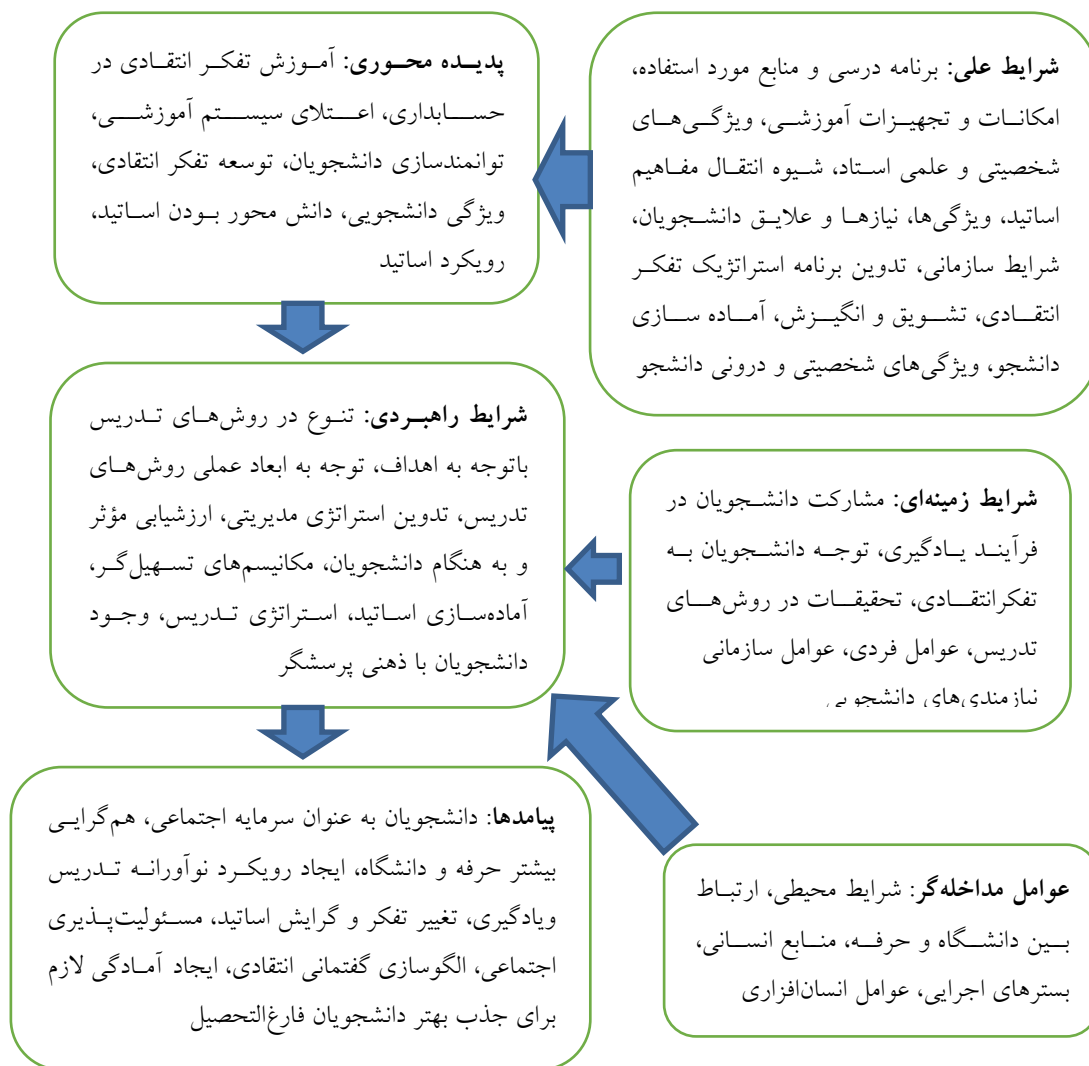 شرایط علی: برنامه درسی و منابع مورد استفاده،
امکانات و تجهیزات آموزشی، ویژگی‌های
شخصیتی و علمی استاد، شیوه انتقال مفاهیم
اساتید، ویژگی‌ها، نیازها و علایق دانشجویان،
شرایط سازمانی، تدوین برنامه استراتژیک تفکر
انتقادی، تشویق و انگیزش، آماده سازی
دانشجو، ویژگی‌های شخصیتی و درونی دانشجو
پدیده محوری: آموزش تفکر انتقادی در
حسابداری، اعتلای سیستم آموزشی،
توانمندسازی دانشجویان، توسعه تفکر انتقادی،
ویژگی دانشجویی، دانش محور بودن اساتید،
رویکرد اساتید
شرایط زمینه‌ای: مشارکت دانشجویان در
فرآیند یادگیری، توجه دانشجویان به
تفکرانتقادی، تحقیقات در روش‌های
تدریس، عوامل فردی، عوامل سازمانی
نیازمندی‌های دانشجویی
شرایط راهبردی: تنوع در روش‌های تدریس
باتوجه به اهداف، توجه به ابعاد عملی روش‌های
تدریس، تدوین استراتژی مدیریتی، ارزشیابی مؤثر
و به هنگام دانشجویان، مکانیسم‌های تسهیل‌گر،
آماده‌سازی اساتید، استراتژی تدریس، وجود
دانشجویان با ذهنی پرسشگر
عوامل مداخله‌گر: شرایط محیطی، ارتباط
بین دانشگاه و حرفه، منابع انسانی،
بسترهای اجرایی، عوامل انسان‌افزاری
پیامدها: دانشجویان به عنوان سرمایه اجتماعی، هم‌گرایی
بیشتر حرفه و دانشگاه، ایجاد رویکرد نوآورانه تدریس
ویادگیری، تغییر تفکر و گرایش اساتید، مسئولیت‌پذیری
اجتماعی، الگوسازی گفتمانی انتقادی، ایجاد آمادگی لازم
برای جذب بهتر دانشجویان فارغ‌التحصیل